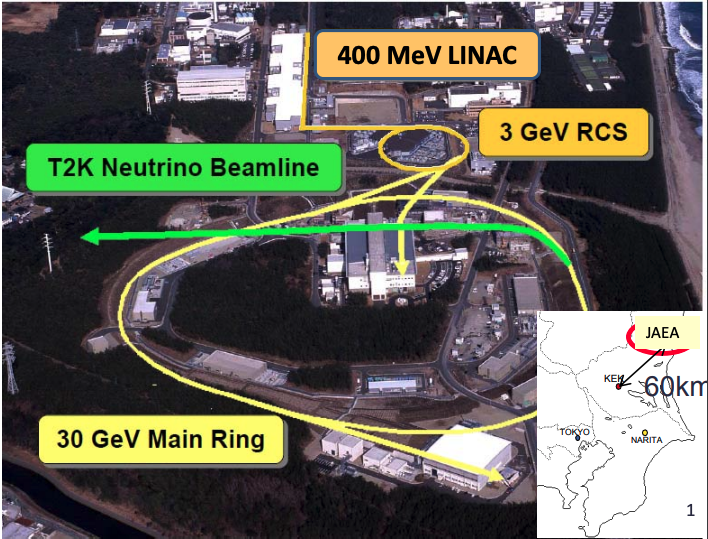 400 MeV LINAC
3 GeV RCS
T2K Neutrino Beamline
30 GeV Main Ring
JAEA
KEK
60km
TOKYO
NARITA
1